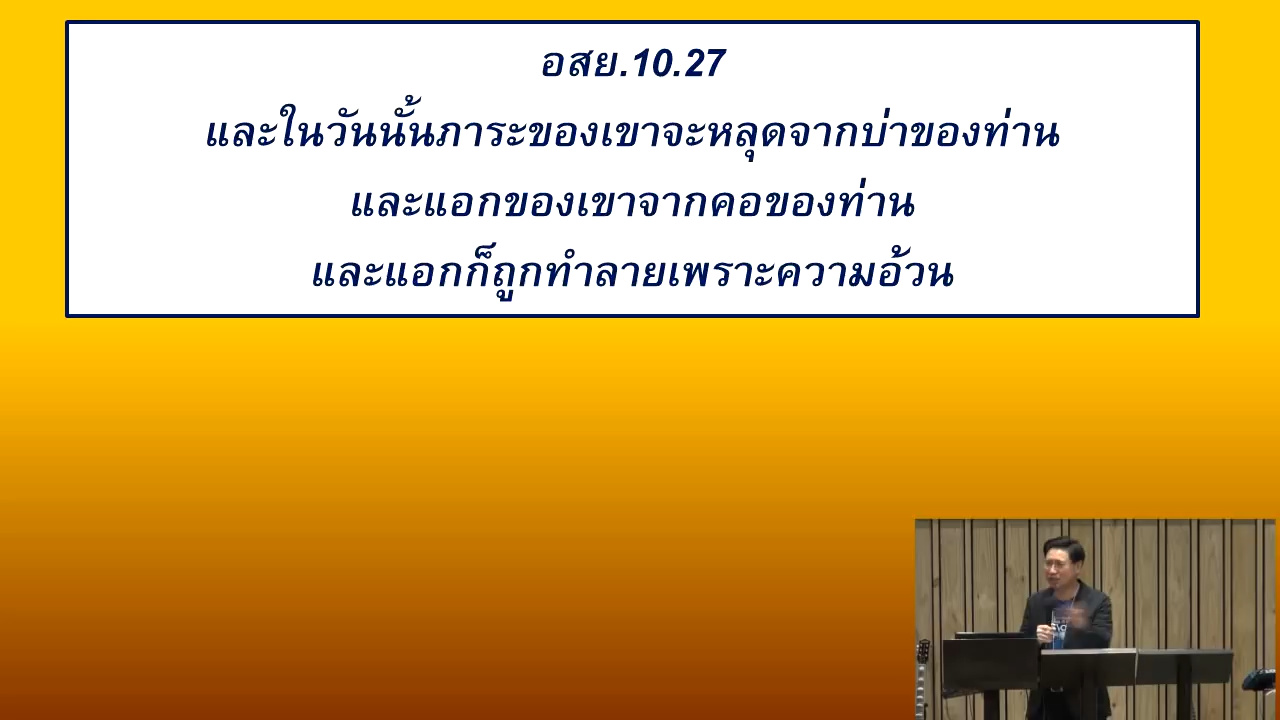 อสย.10.27
และในวันนั้นภาระของเขาจะหลุดจากบ่าของท่าน
และแอกของเขาจากคอของท่าน
และแอกก็ถูกทำลายเพราะความอ้วน